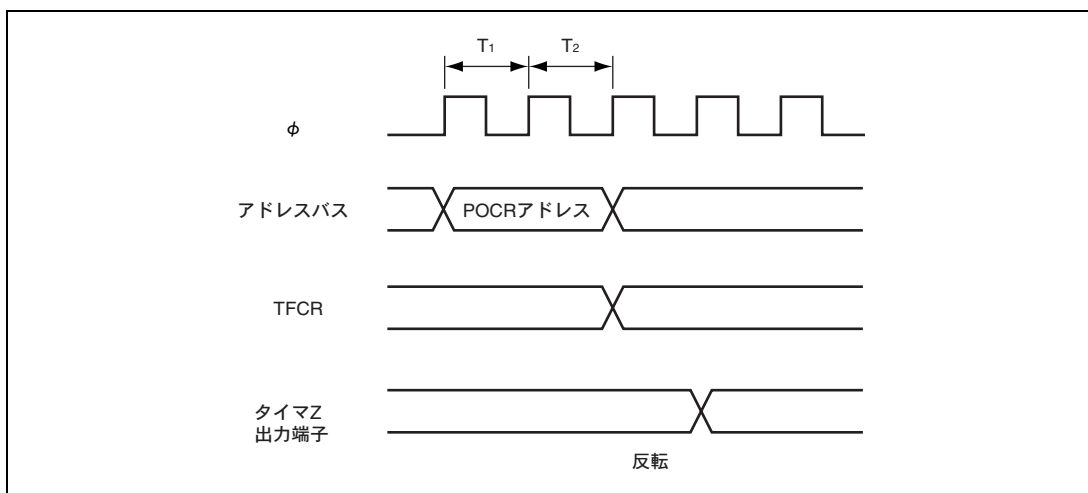 T1
T2
φ
アドレスバス
POCRアドレス
TFCR
タイマZ
出力端子
反転